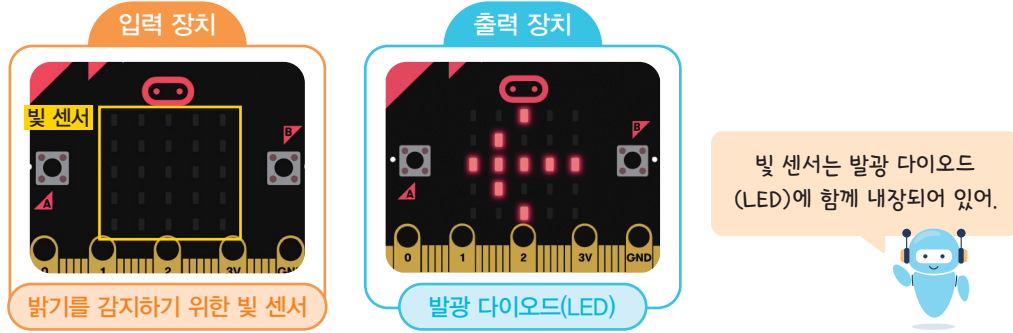 입력 장치
출력 장치
빛 센서
B
A
0 1 2 3V GN
밝기를 감지하기 위한 빛 센서
B
A
0 1 2 3V GND
발광 다이오드(LED)
빛 센서는 발광 다이오드
(LED)에 함께 내장되어 있어.